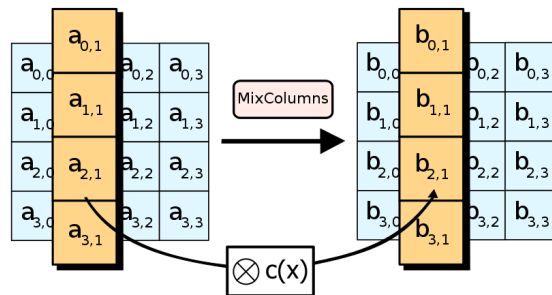 a0,1 b0,1
a0,0 a0,2 a0,3 b0,0 b0,2 b0,3
a1,1 MixColumns b1,1
a1,0 a1,2 a1,3 b1,0 b1,2 b1,3
a2,1 b2,1
a2,0 a2,2 a2,3 b2,0 b2,2 b2,3
a3,0 a3,2 a3,3 b3,0 b3,2 b3,3
a3,1 b3,1
⊗ c(x)